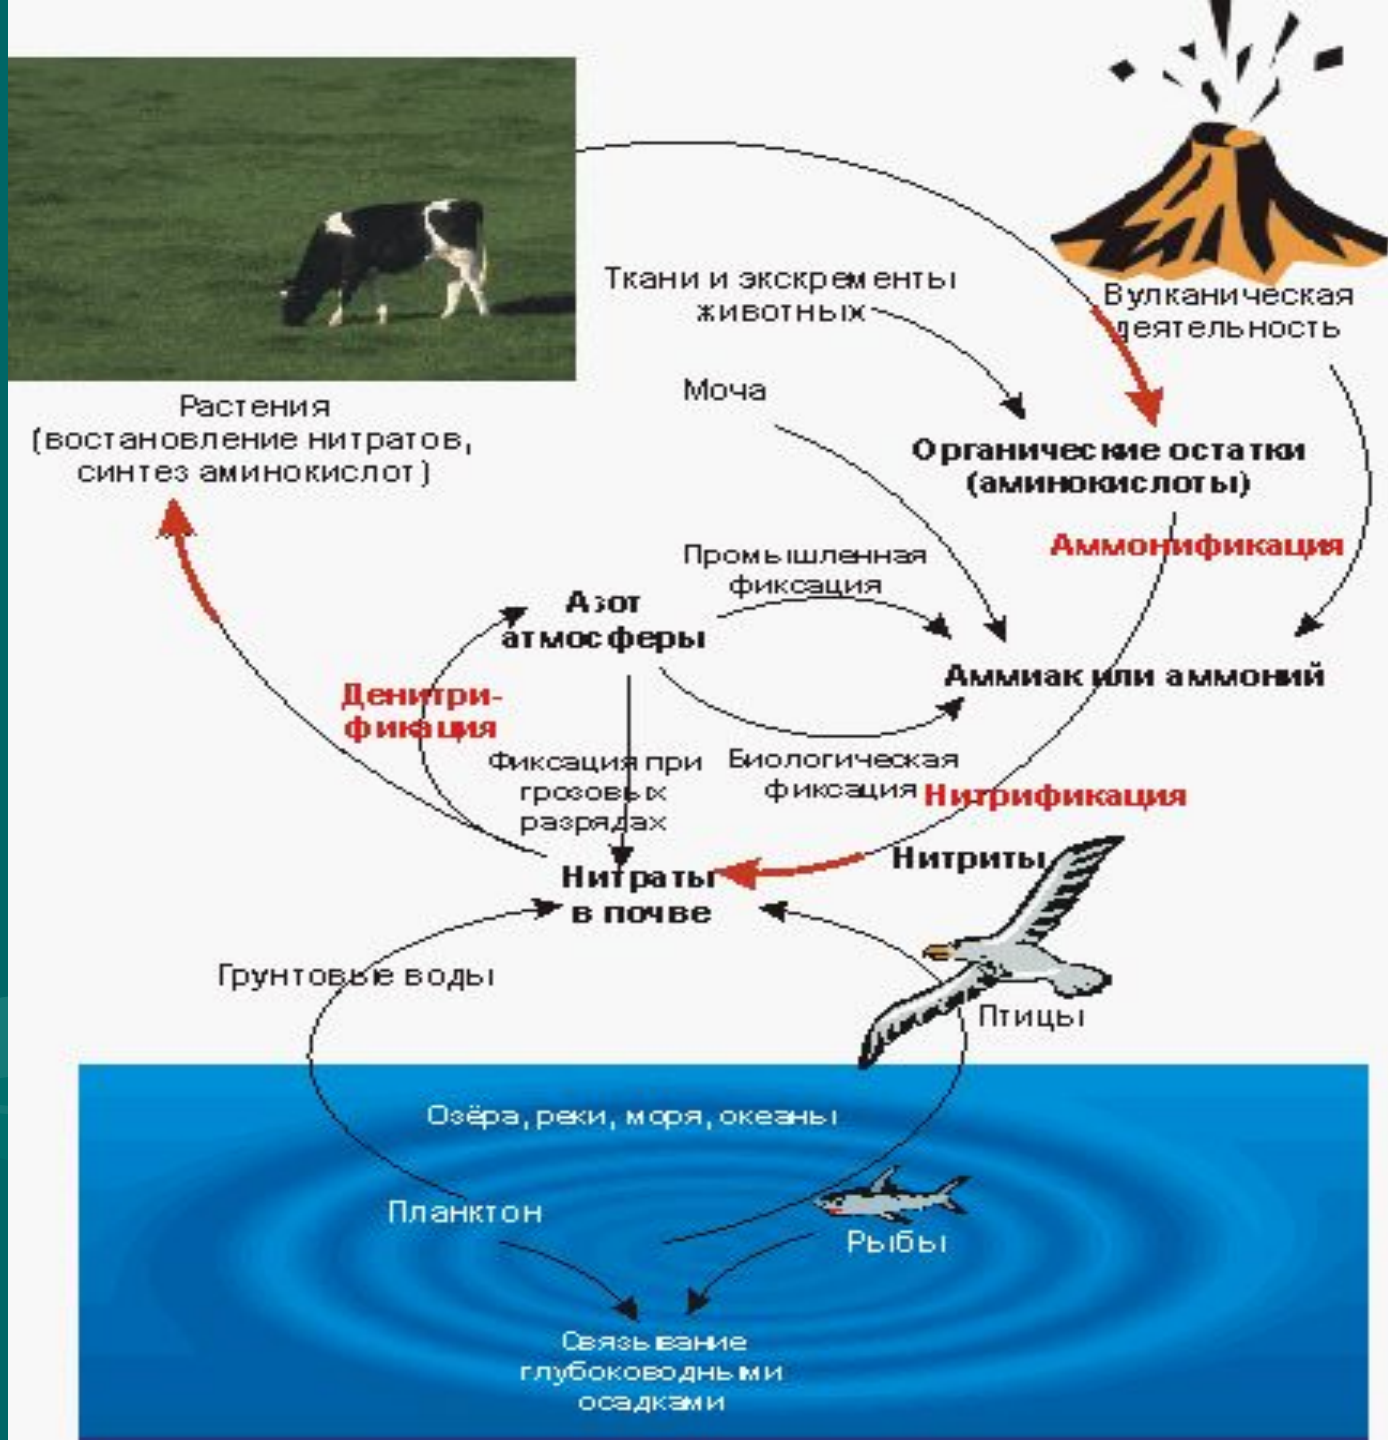 Ткани и экскременты
животных
Вулканическая
деятельность
Моча
Растения
(востановление нитратов,
синтез аминокислот)
Органические остатки
(аминокислоты)
Аммонификация
Промышленная
фиксация
Азот
атмосферы
Аммиак или аммоний
Денитри-
фикация
Фиксация при
грозовых
разрядах
Биологическая
фиксация
Нитрификация
Нитриты
Нитраты
в почве
Грунтовые воды
Птицы
Озёра, реки, моря, океаны
Планктон
Рыбы
Связывание
глубоководными
осадками